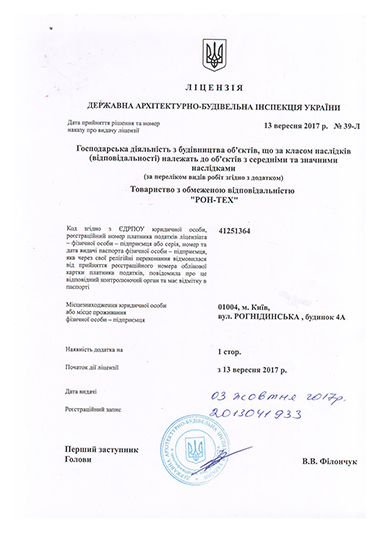 ЛІЦЕНЗІЯ
ДЕРЖАВНА АРХІТЕКТУРНО-БУДІВЕЛЬНА ІНСПЕКЦІЯ УКРАЇНИ
Дата прийняття рішення та номер
наказу про видачу ліцензії
13 вересня 2017 р. № 39-Л
Господарська діяльність з будівництва об'єктів, що за класом наслідків
(відповідальності) належать до об'єктів з середніми та значними
наслідками
(за переліком видів робіт згідно з додатком)
Товариство з обмеженою відповідальністю
"РОН-ТЕХ"
Код згідно з ЄДРПОУ юридичної особи,
реєстраційний номер платника податків ліцензіата
– фізичної особи – підприємця або серія, номер та
дата видачі паспорта фізичної особи – підприємця,
яка через свої релігійні переконання відмовилася
від прийняття реєстраційного номера облікової
картки платника податків, повідомила про це
відповідний контролюючий орган та має відмітку в
паспорті
41251364
Місцезнаходження юридичної особи
або місце проживання
фізичної особи – підприємця
01004, м. Київ,
вул. РОГНІДИНСЬКА , будинок 4А
Наявність додатка на
1 стор.
Початок дії ліцензії
з 13 вересня 2017 р.
Дата видачі
03 жовтня 2017р.
Реєстраційний запис
2013041933
Перший заступник
Голови
В.В. Філончук